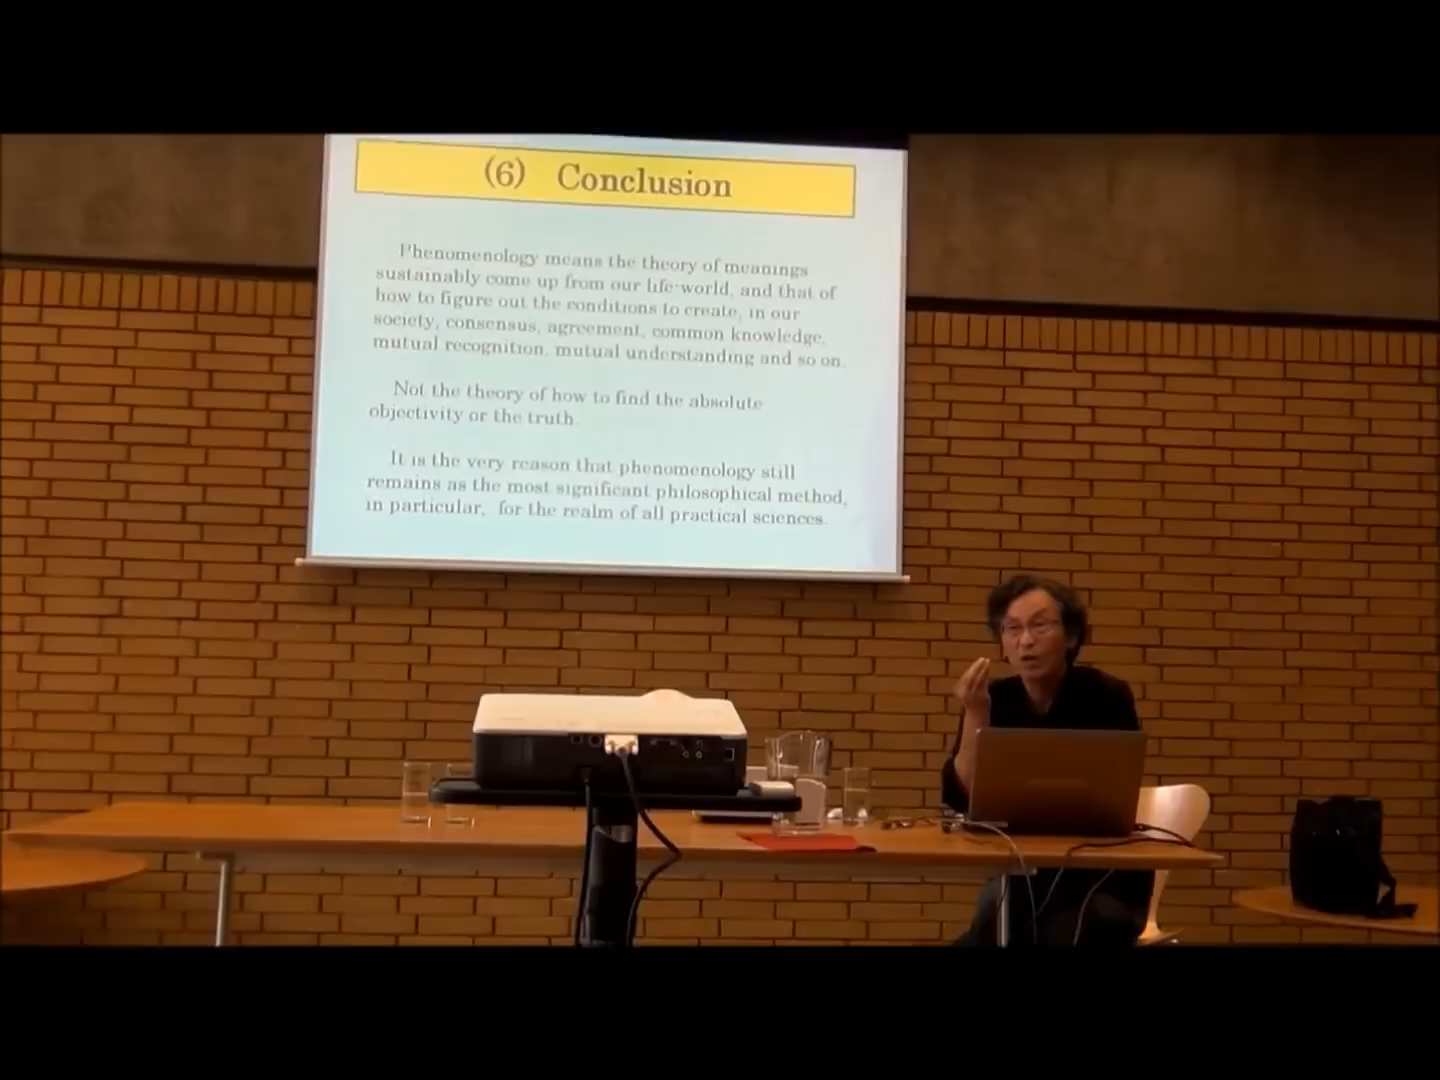 (6) Conclusion
Phenomenology means the theory of meanings
sustainably come up from our life-world, and that of
how to figure out the conditions to create, in our
society, consensus, agreement, common knowledge,
mutual recognition, mutual understanding and so on.
Not the theory of how to find the absolute
objectivity or the truth.
It is the very reason that phenomenology still
remains as the most significant philosophical method,
in particular, for the realm of all practical sciences.